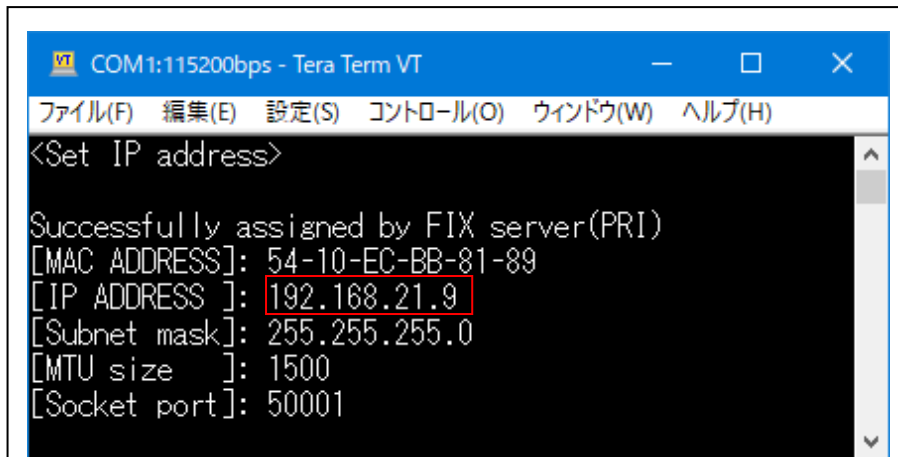 COM1:115200bps - Tera Term VT
ファイル(F) 編集(E) 設定(S) コントロール(O) ウィンドウ(W) ヘルプ(H)
<Set IP address>
Successfully assigned by FIX server(PRI)
[MAC ADDRESS]: 54-10-EC-BB-81-89
[IP ADDRESS ]: 192.168.21.9
[Subnet mask]: 255.255.255.0
[MTU size   ]: 1500
[Socket port]: 50001